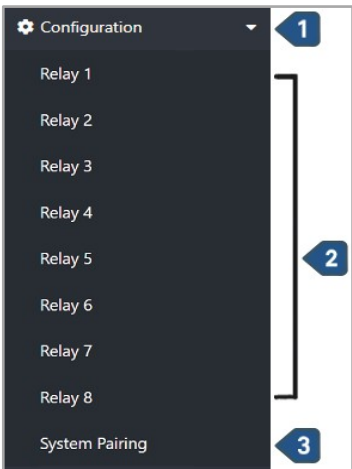 Configuration 1
Relay 1
Relay 2
Relay 3
Relay 4
Relay 5 2
Relay 6
Relay 7
Relay 8
System Pairing 3